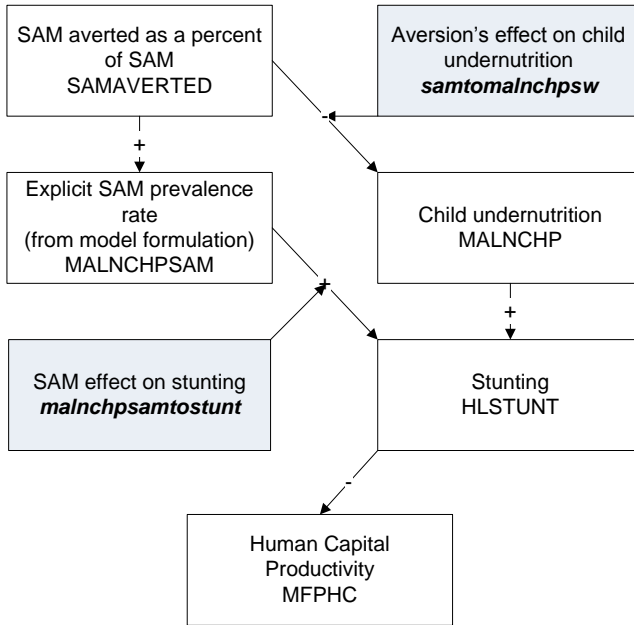 SAM averted as a percent
of SAM
SAMAVERTED
Aversion's effect on child
undernutrition
samtomalnchpsw
-
+
Explicit SAM prevalence
rate
(from model formulation)
MALNCHPSAM
Child undernutrition
MALNCHP
+
+
SAM effect on stunting
malnchpsamtostunt
Stunting
HLSTUNT
-
Human Capital
Productivity
MFPHC